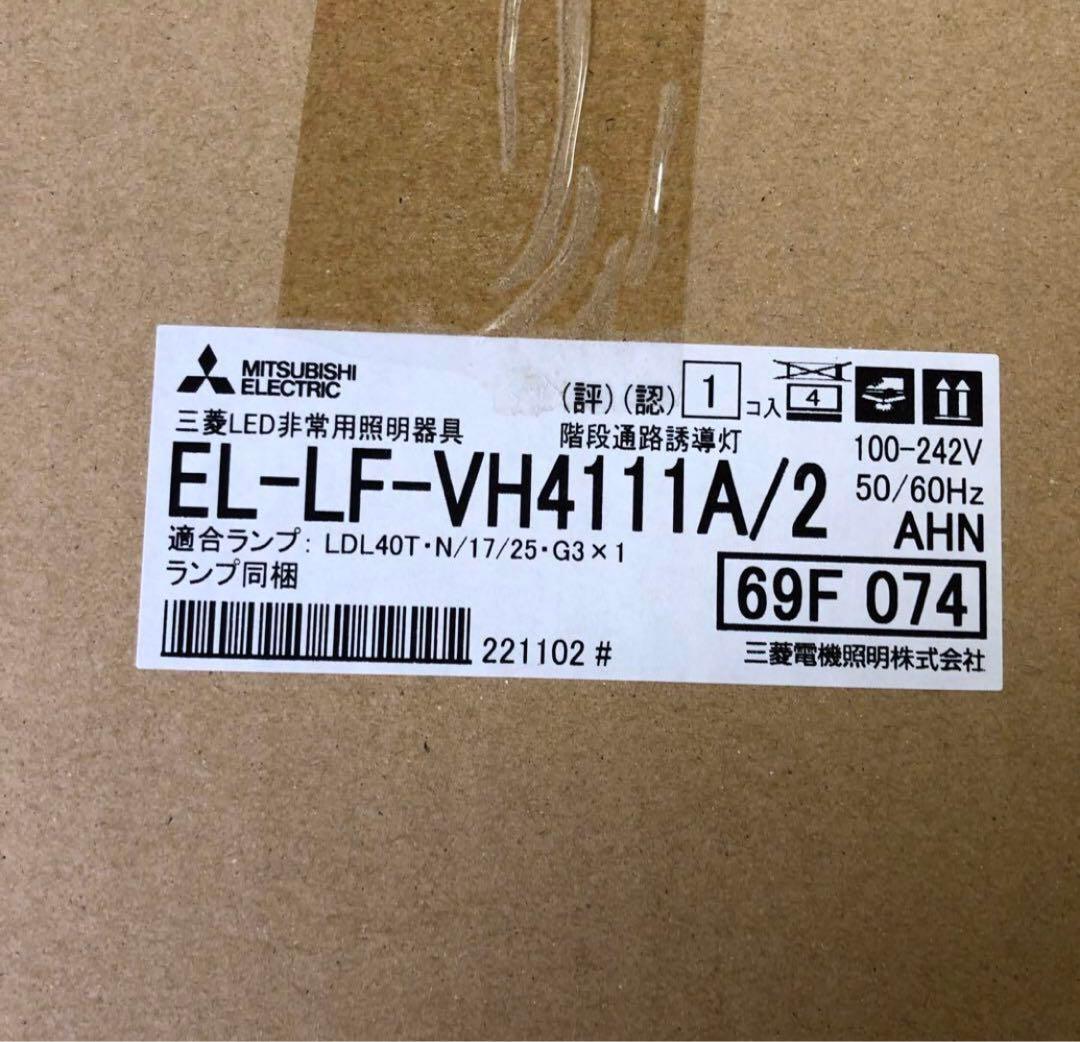 MITSUBISHI
ELECTRIC
(評)(認) 1 コ入 4
三菱LED非常用照明器具
階段通路誘導灯
100-242V
EL-LF-VH4111A/2
50/60Hz
AHN
適合ランプ: LDL40T・N/17/25・G3×1
ランプ同梱
69F 074
221102 #
三菱電機照明株式会社